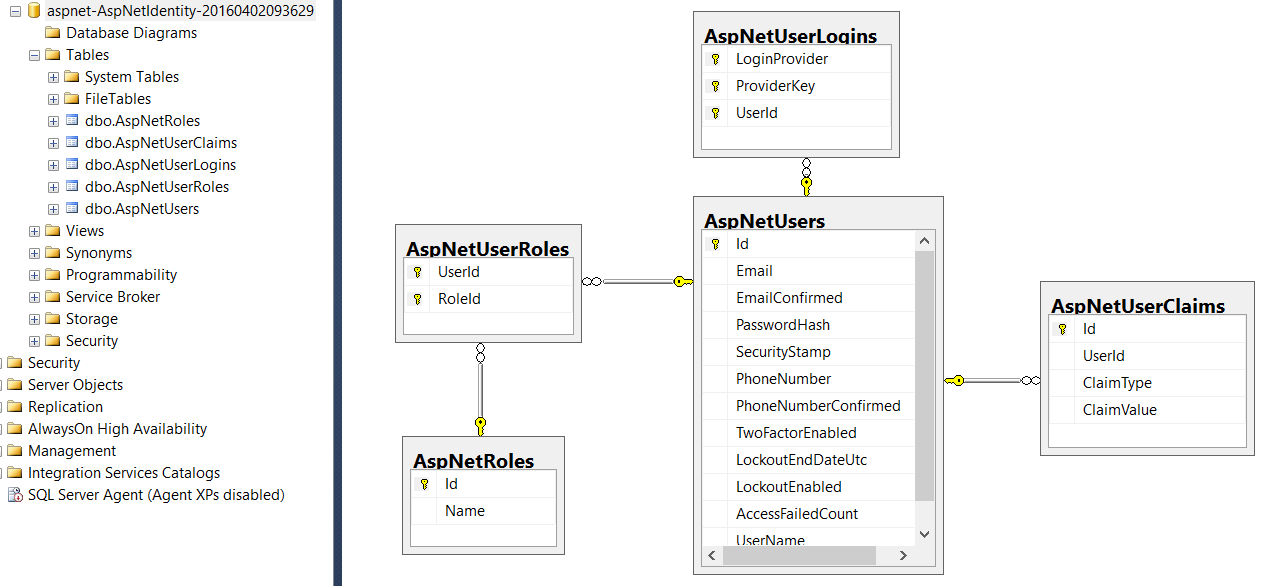 aspnet-AspNetIdentity-20160402093629
Database Diagrams
Tables
System Tables
FileTables
dbo.AspNetRoles
dbo.AspNetUserClaims
dbo.AspNetUserLogins
dbo.AspNetUserRoles
dbo.AspNetUsers
Views
Synonyms
Programmability
Service Broker
Storage
Security
Security
Server Objects
Replication
AlwaysOn High Availability
Management
Integration Services Catalogs
SQL Server Agent (Agent XPs disabled)
AspNetUserLogins
LoginProvider
ProviderKey
UserId
AspNetUserRoles
UserId
RoleId
AspNetRoles
Id
Name
AspNetUsers
Id
Email
EmailConfirmed
PasswordHash
SecurityStamp
PhoneNumber
PhoneNumberConfirmed
TwoFactorEnabled
LockoutEndDateUtc
LockoutEnabled
AccessFailedCount
UserName
AspNetUserClaims
Id
UserId
ClaimType
ClaimValue